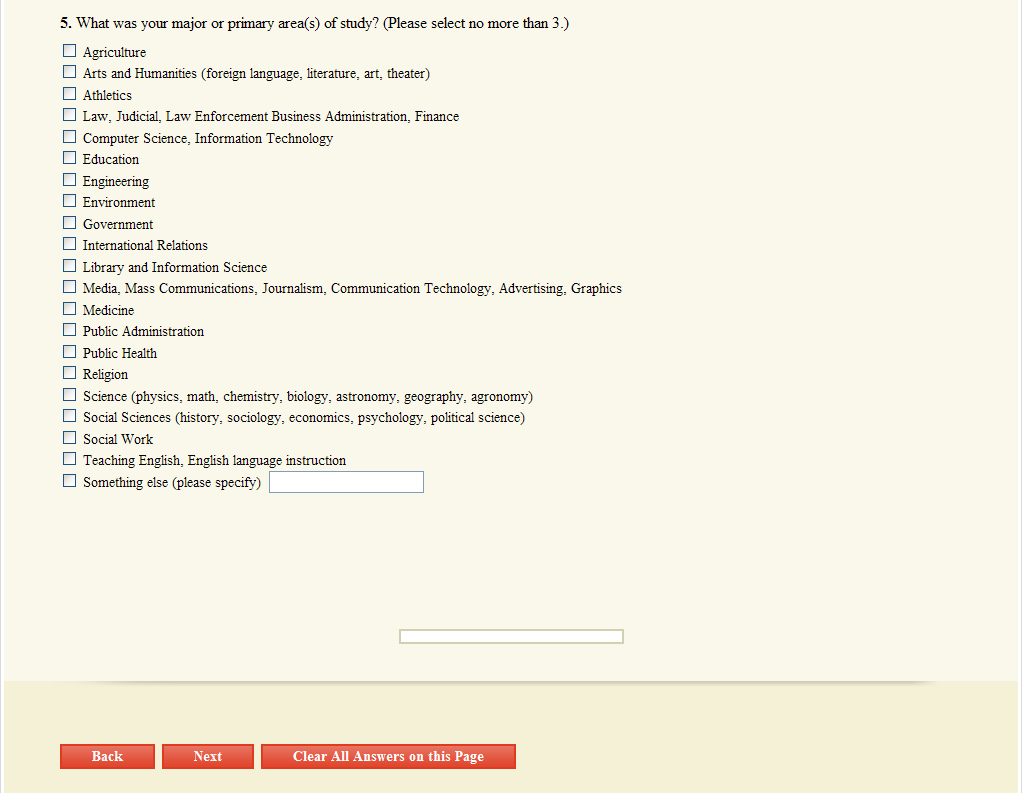 5. What was your major or primary area(s) of study? (Please select no more than 3.)
Agriculture
Arts and Humanities (foreign language, literature, art, theater)
Athletics
Law, Judicial, Law Enforcement Business Administration, Finance
Computer Science, Information Technology
Education
Engineering
Environment
Government
International Relations
Library and Information Science
Media, Mass Communications, Journalism, Communication Technology, Advertising, Graphics
Medicine
Public Administration
Public Health
Religion
Science (physics, math, chemistry, biology, astronomy, geography, agronomy)
Social Sciences (history, sociology, economics, psychology, political science)
Social Work
Teaching English, English language instruction
Something else (please specify)
Back Next Clear All Answers on this Page